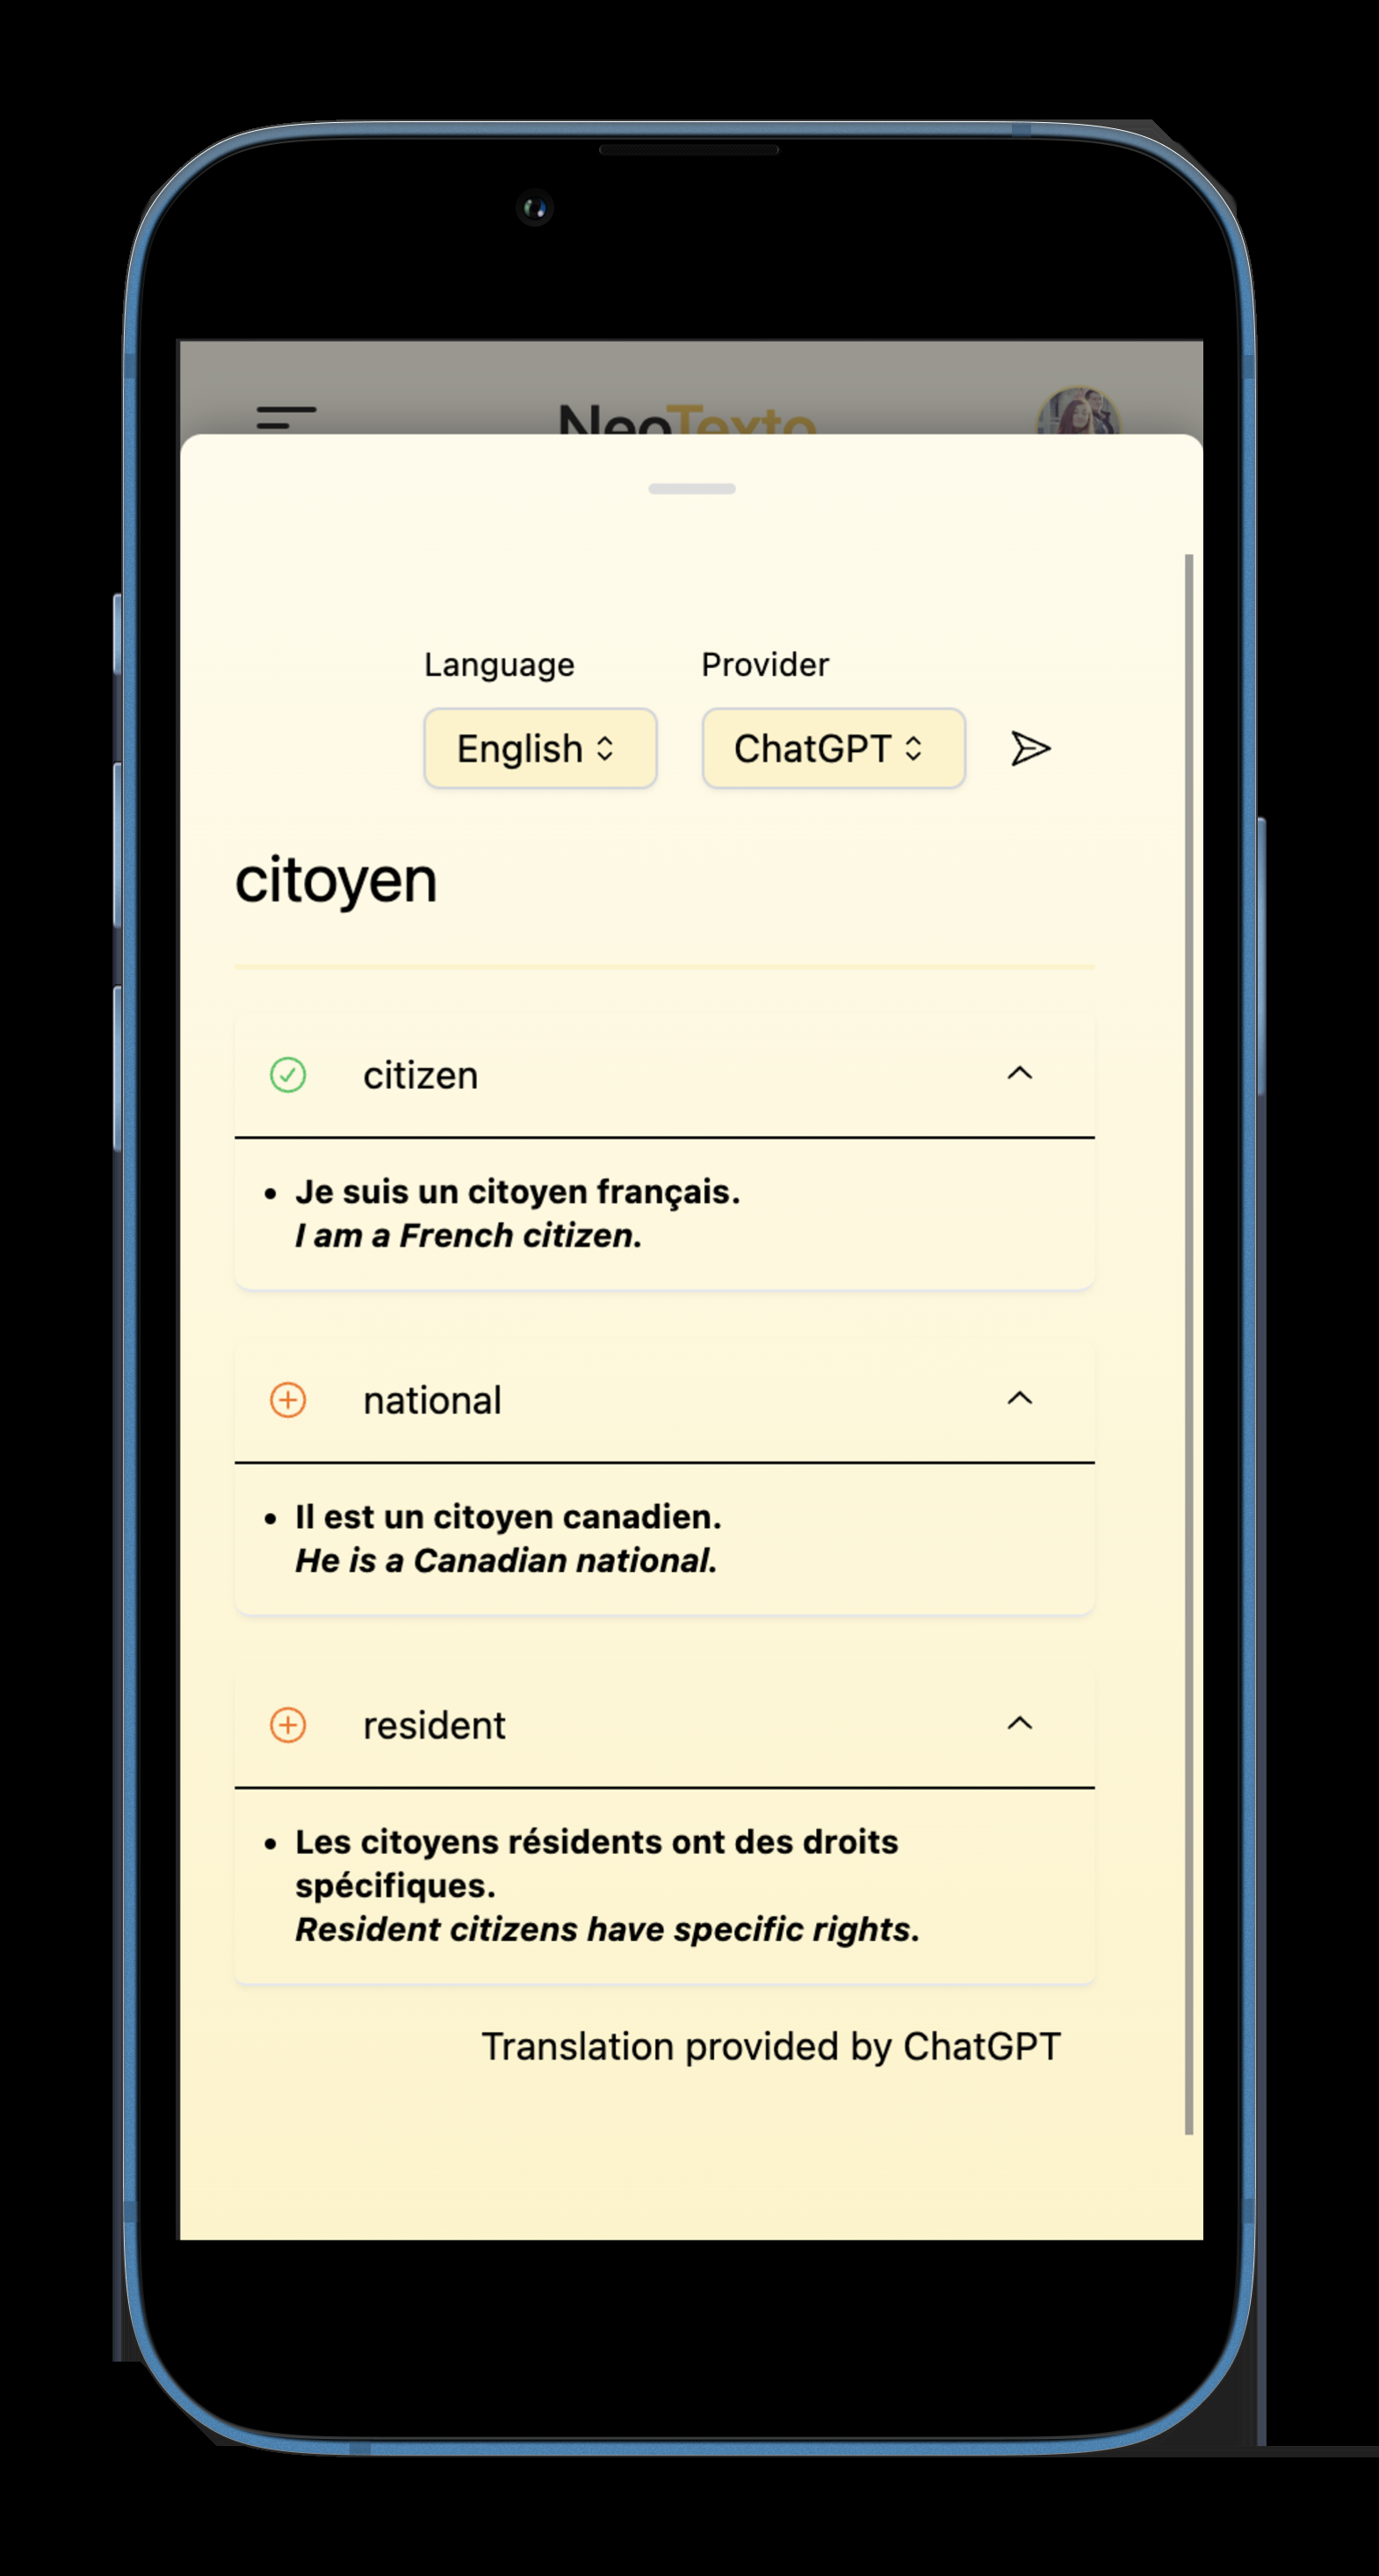 NeoTexto
Language
Provider
English
ChatGPT
citoyen
citizen
Je suis un citoyen français.
I am a French citizen.
national
Il est un citoyen canadien.
He is a Canadian national.
resident
Les citoyens résidents ont des droits
spécifiques.
Resident citizens have specific rights.
Translation provided by ChatGPT